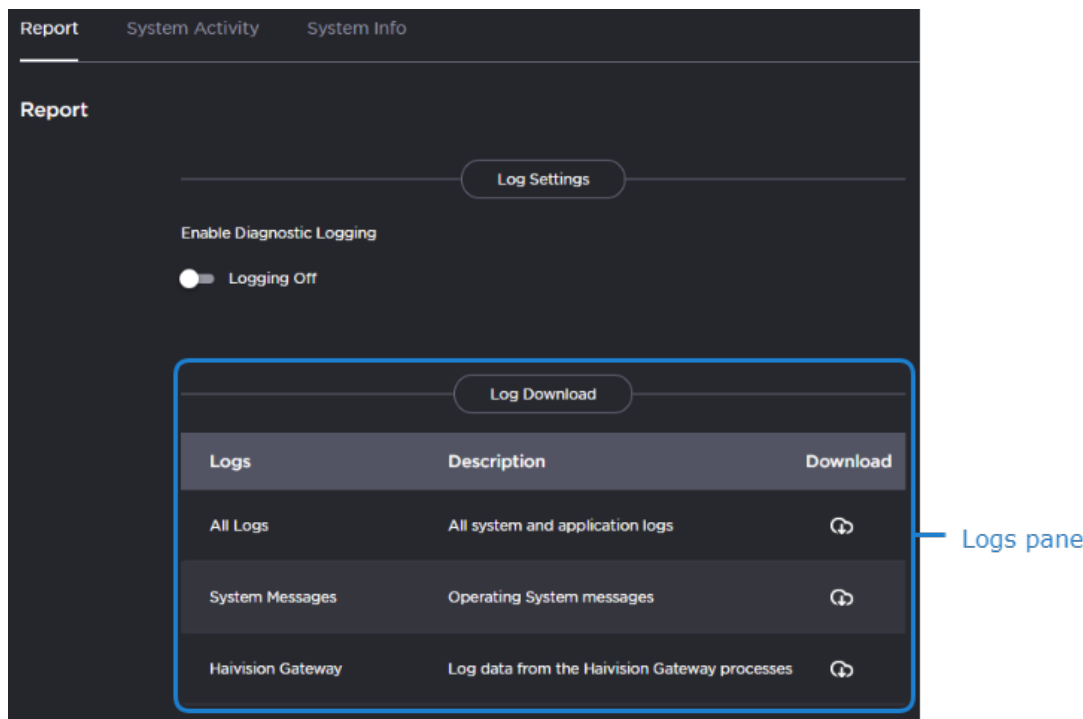 Report System Activity System Info
Report
Log Settings
Enable Diagnostic Logging
Logging Off
Log Download
Logs Description Download
All Logs All system and application logs
Logs pane
System Messages Operating System messages
Haivision Gateway Log data from the Haivision Gateway processes